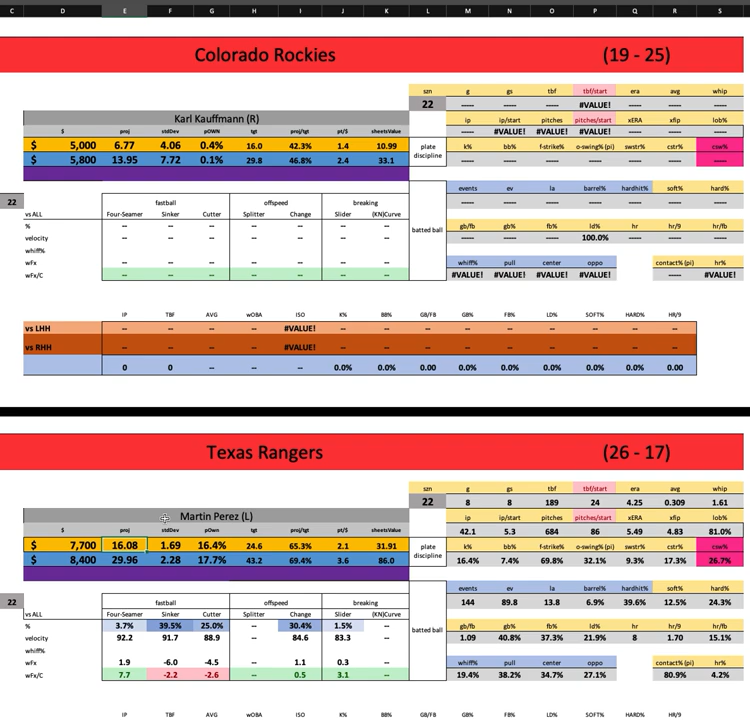 C D E F G H I J K L M N O P Q R S
Colorado Rockies (19 - 25)
szn g gs tbf tbf/start era avg whip
22 ----- ----- ----- #VALUE! ----- ----- -----
Karl Kauffmann (R) ip ip/start pitches pitches/start xERA xfip lob%
$ proj stdDev pOWN tgt proj/tgt pt/$ sheetsValue ----- #VALUE! #VALUE! #VALUE! ----- ----- -----
$ 5,000 6.77 4.06 0.4% 16.0 42.3% 1.4 10.99 plate discipline k% bb% f-strike% o-swing% (pi) swstr% cstr% csw%
$ 5,800 13.95 7.72 0.1% 29.8 46.8% 2.4 33.1 ----- ----- ----- ----- ----- ----- -----
events ev la barrel% hardhit% soft% hard%
22 fastball offspeed breaking ----- ----- ----- ----- ----- ----- -----
vs ALL Four-Seamer Sinker Cutter Splitter Change Slider (KN)Curve
% -- -- -- -- -- -- -- batted ball gb/fb gb% fb% ld% hr hr/9 hr/fb
velocity -- -- -- -- -- -- -- ----- ----- ----- 100.0% ----- ----- -----
whiff%
wFx -- -- -- -- -- -- -- whiff% pull center oppo contact% (pi) hr%
wFx/C -- -- -- -- -- -- -- #VALUE! #VALUE! #VALUE! #VALUE! ----- #VALUE!
IP TBF AVG wOBA ISO K% BB% GB/FB GB% FB% LD% SOFT% HARD% HR/9
vs LHH -- -- -- -- #VALUE! -- -- -- -- -- -- -- -- --
vs RHH -- -- -- -- #VALUE! -- -- -- -- -- -- -- -- --
0 0 -- -- -- 0.0% 0.0% 0.00 0.0% 0.0% 0.0% 0.0% 0.0% 0.00
Texas Rangers (26 - 17)
szn g gs tbf tbf/start era avg whip
22 8 8 189 24 4.25 0.309 1.61
Martin Perez (L) ip ip/start pitches pitches/start xERA xfip lob%
$ proj stdDev pOwn tgt proj/tgt pt/$ sheetsValue 42.1 5.3 684 86 5.49 4.83 81.0%
$ 7,700 16.08 1.69 16.4% 24.6 65.3% 2.1 31.91 plate discipline k% bb% f-strike% o-swing% (pi) swstr% cstr% csw%
$ 8,400 29.96 2.28 17.7% 43.2 69.4% 3.6 86.0 16.4% 7.4% 69.8% 32.1% 9.3% 17.3% 26.7%
events ev la barrel% hardhit% soft% hard%
22 fastball offspeed breaking 144 89.8 13.8 6.9% 39.6% 12.5% 24.3%
vs ALL Four-Seamer Sinker Cutter Splitter Change Slider (KN)Curve
% 3.7% 39.5% 25.0% -- 30.4% 1.5% -- batted ball gb/fb gb% fb% ld% hr hr/9 hr/fb
velocity 92.2 91.7 88.9 -- 84.6 83.3 -- 1.09 40.8% 37.3% 21.9% 8 1.70 15.1%
whiff%
wFx 1.9 -6.0 -4.5 -- 1.1 0.3 -- whiff% pull center oppo contact% (pi) hr%
wFx/C 7.7 -2.2 -2.6 -- 0.5 3.1 -- 19.4% 38.2% 34.7% 27.1% 80.9% 4.2%
IP TBF AVG wOBA ISO K% BB% GB/FB GB% FB% LD% SOFT% HARD% HR/9